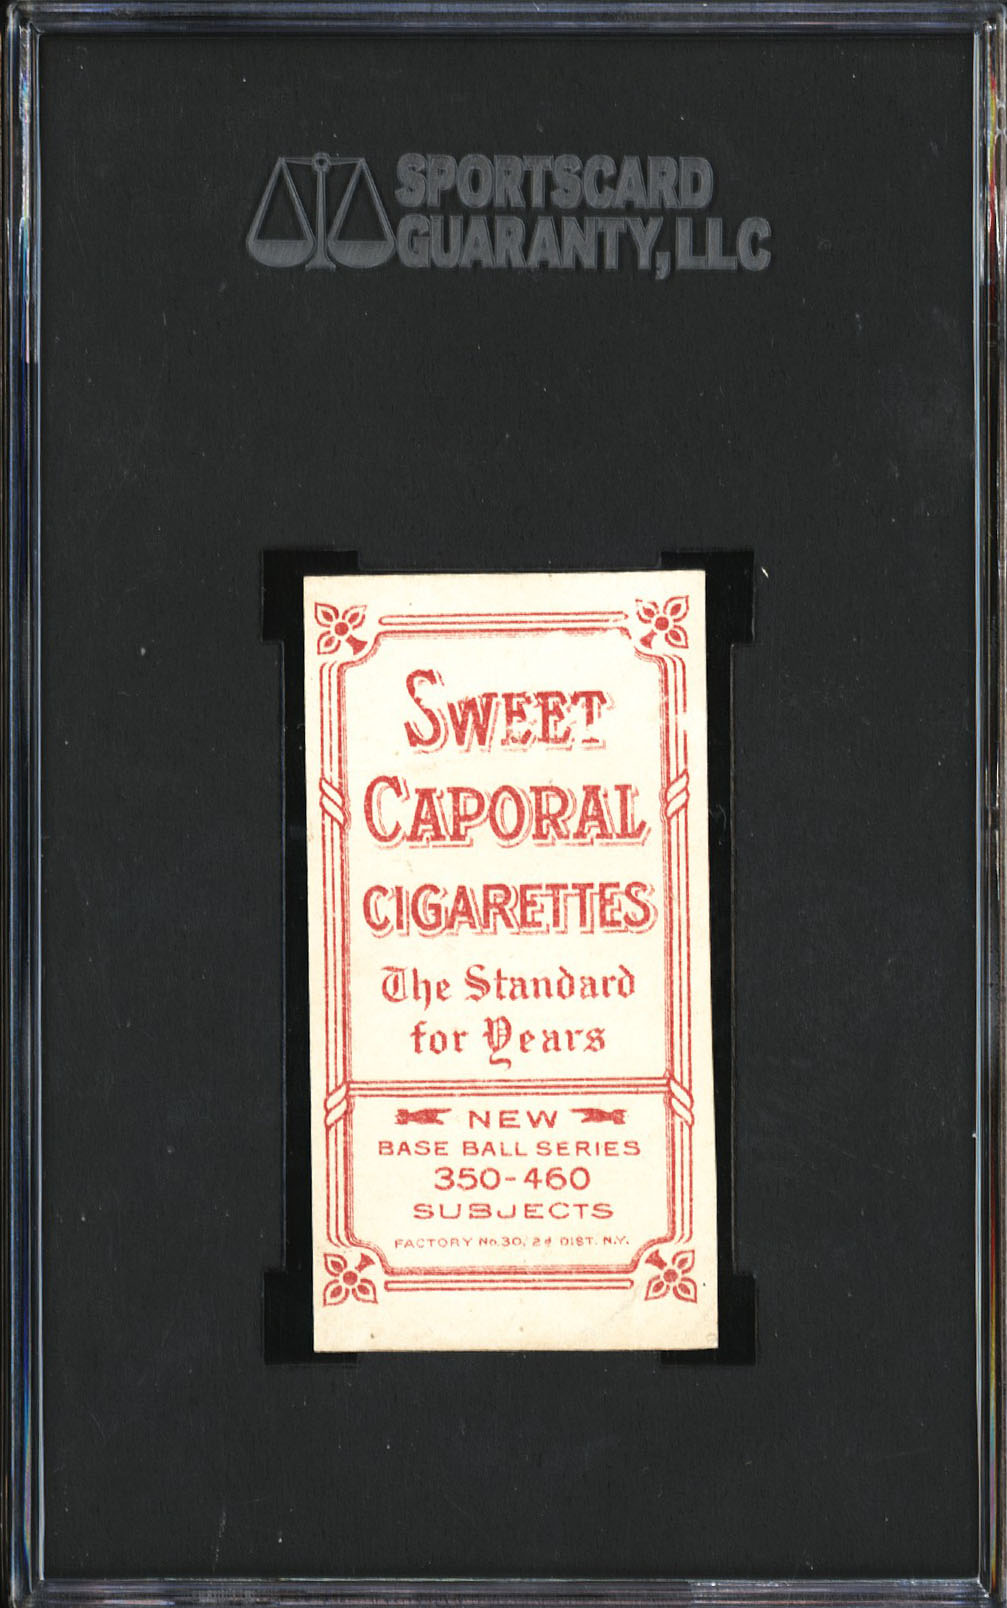 SPORTSCARD
GUARANTY, LLC
SWEET
CAPORAL
CIGARETTES
The Standard
for Years
NEW
BASE BALL SERIES
350-460
SUBJECTS
FACTORY No. 30, 2d DIST. N.Y.